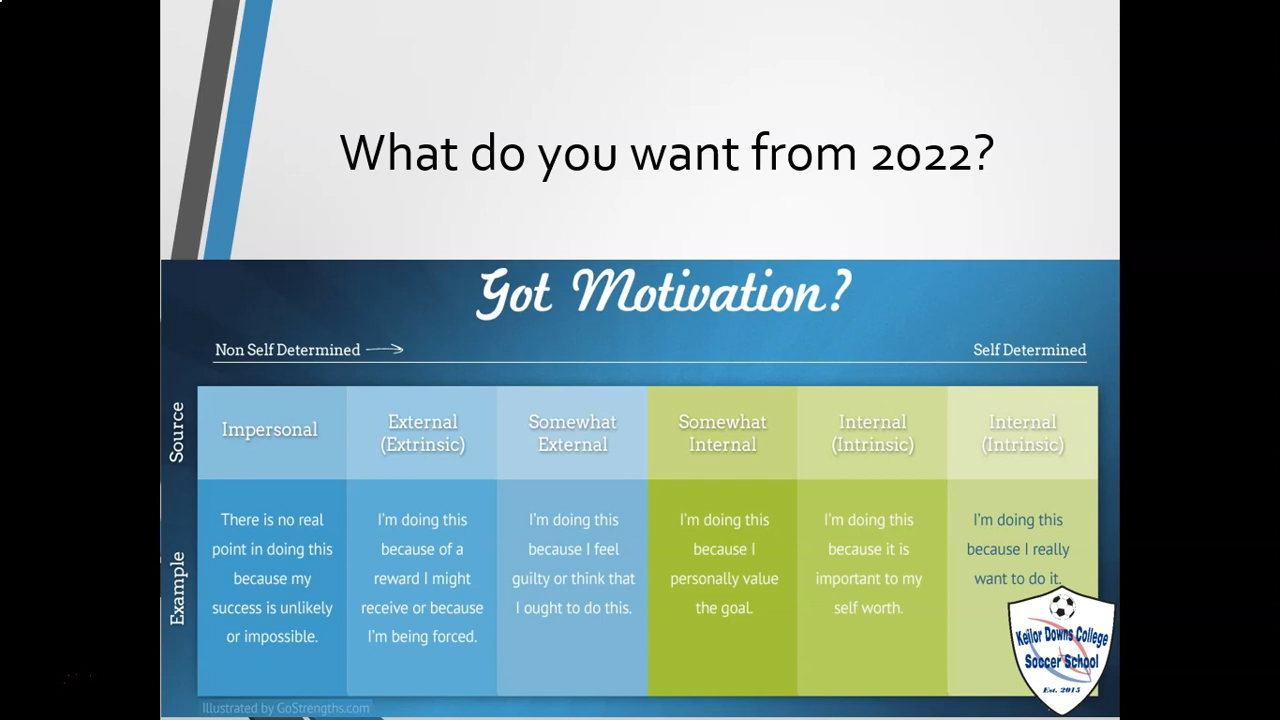 What do you want from 2022?
Got Motivation?
Non Self Determined
Self Determined
Source
Impersonal
External
(Extrinsic)
Somewhat
External
Somewhat
Internal
Internal
(Intrinsic)
Internal
(Intrinsic)
Example
There is no real
point in doing this
because my
success is unlikely
or impossible.
I'm doing this
because of a
reward I might
receive or because
I'm being forced.
I'm doing this
because I feel
guilty or think that
I ought to do this.
I'm doing this
because I
personally value
the goal.
I'm doing this
because it is
important to my
self worth.
I'm doing this
because I really
want to do it.
Keilor Downs College
Soccer School
Est. 2015
Illustrated by GoStrengths.com